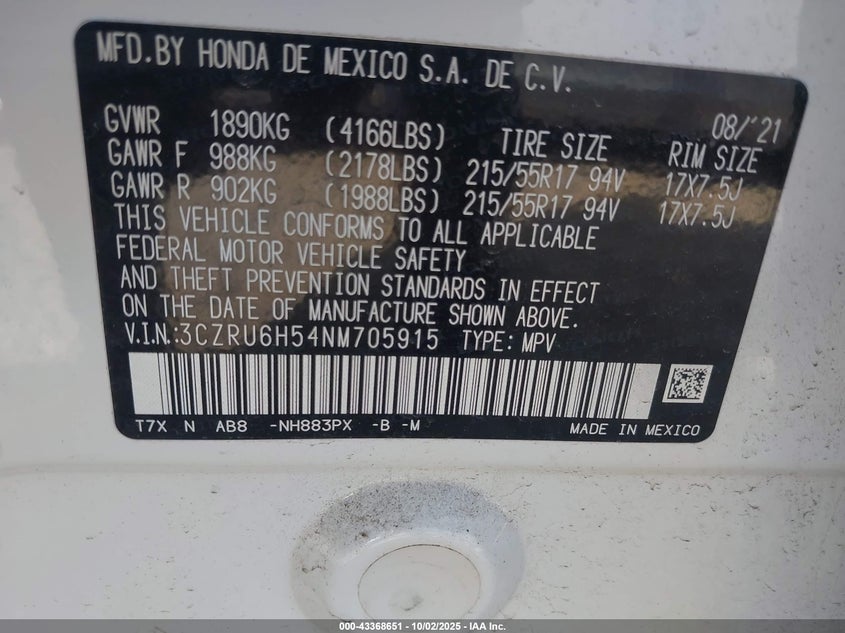 MFD.BY HONDA DE MEXICO S.A. DE C.V.
08/'21
GVWR 1890KG (4166LBS) TIRE SIZE RIM SIZE
GAWR F 988KG (2178LBS) 215/55R17 94V 17X7.5J
GAWR R 902KG (1988LBS) 215/55R17 94V 17X7.5J
THIS VEHICLE CONFORMS TO ALL APPLICABLE
FEDERAL MOTOR VEHICLE SAFETY
AND THEFT PREVENTION STANDARDS IN EFFECT
ON THE DATE OF MANUFACTURE SHOWN ABOVE.
V.I.N.:3CZRU6H54NM705915 TYPE: MPV
T7X N AB8 -NH883PX -B -M MADE IN MEXICO
000-43368651 - 10/02/2025 - IAA Inc.